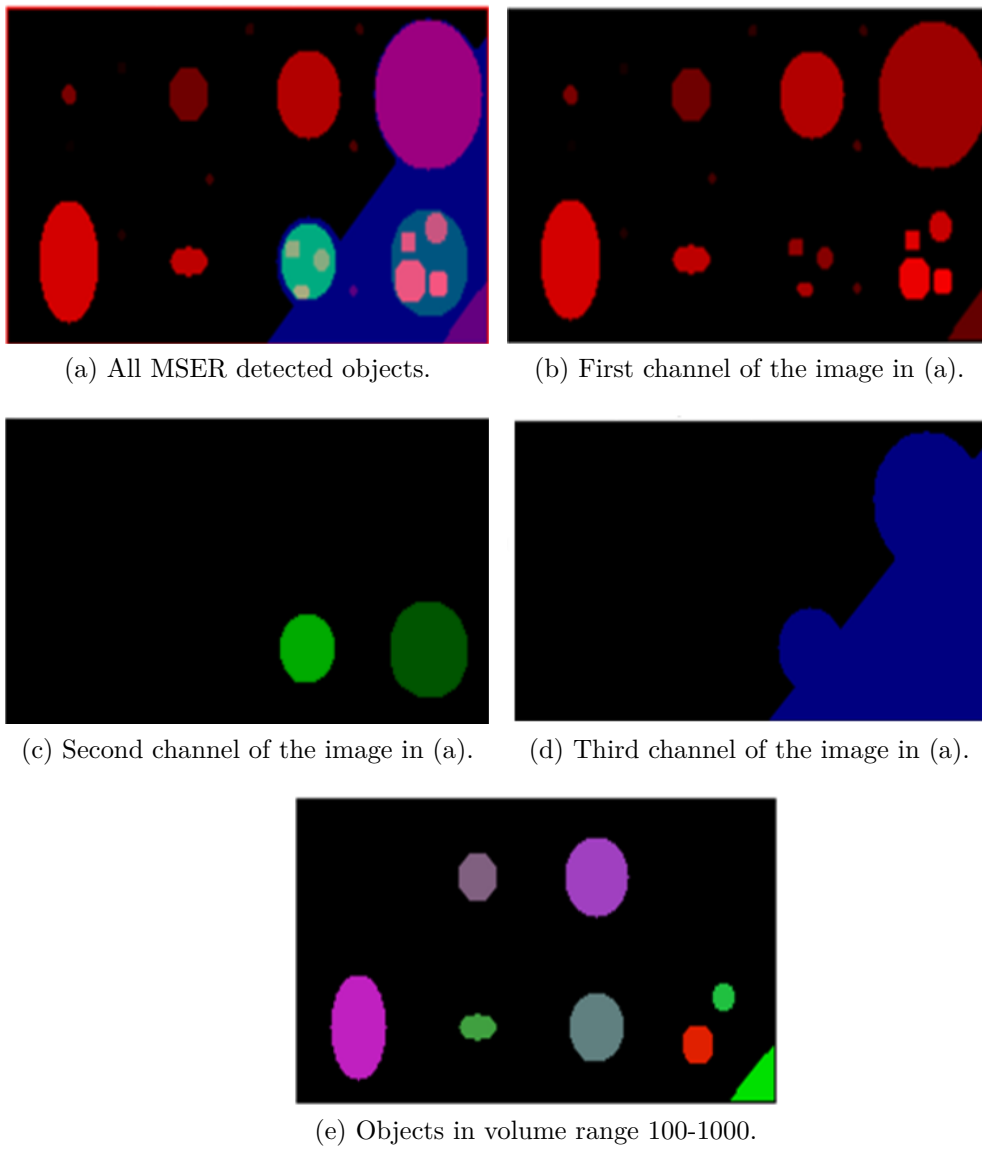 (a) All MSER detected objects.
(b) First channel of the image in (a).
(c) Second channel of the image in (a).
(d) Third channel of the image in (a).
(e) Objects in volume range 100-1000.